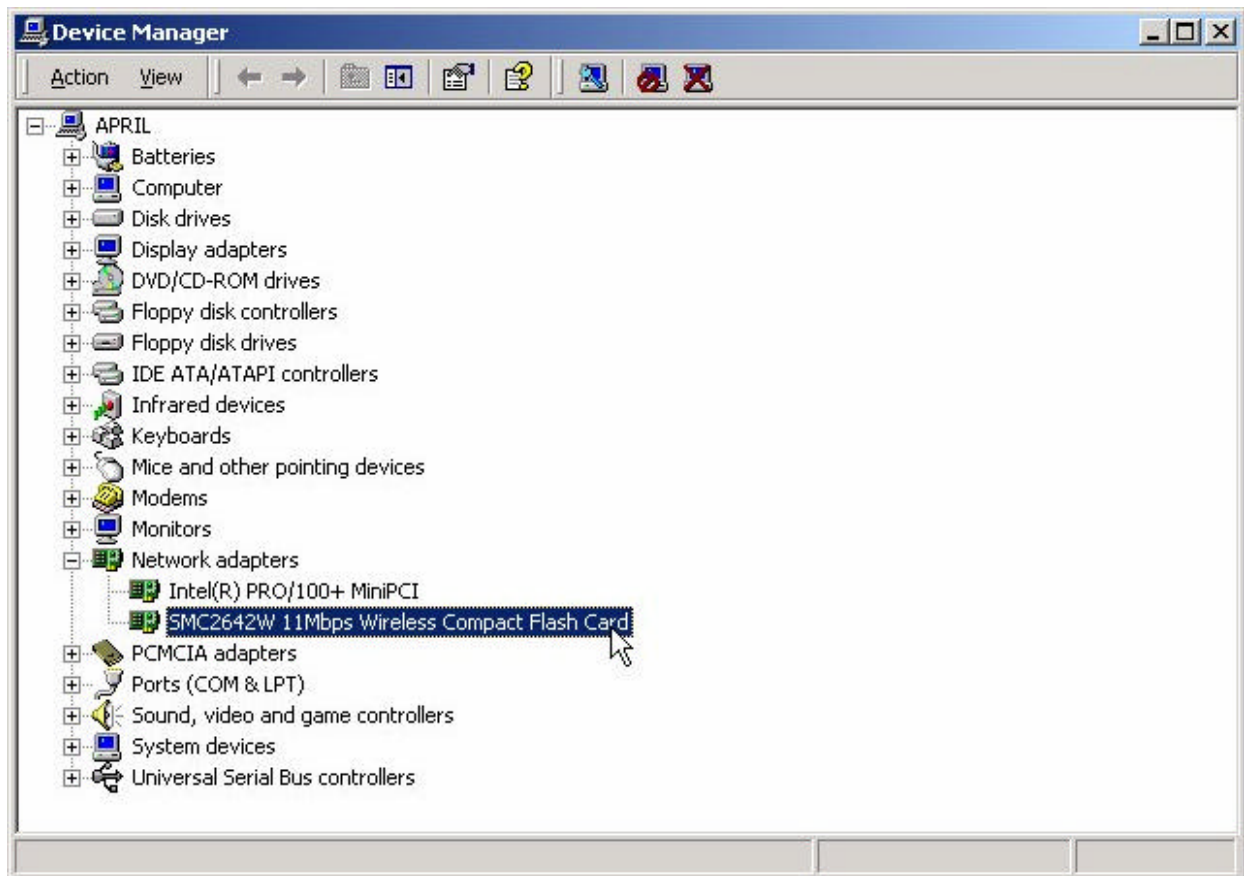 Device Manager
Action View
APRIL
Batteries
Computer
Disk drives
Display adapters
DVD/CD-ROM drives
Floppy disk controllers
Floppy disk drives
IDE ATA/ATAPI controllers
Infrared devices
Keyboards
Mice and other pointing devices
Modems
Monitors
Network adapters
Intel(R) PRO/100+ MiniPCI
SMC2642W 11Mbps Wireless Compact Flash Card
PCMCIA adapters
Ports (COM & LPT)
Sound, video and game controllers
System devices
Universal Serial Bus controllers